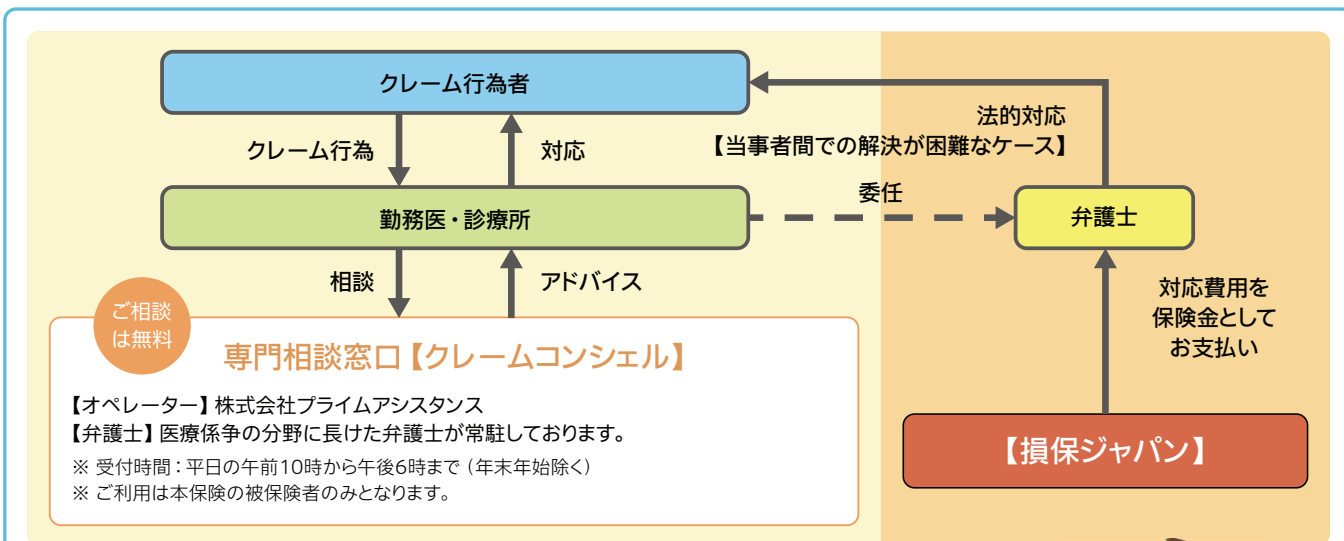 クレーム行為者
法的対応
【当事者間での解決が困難なケース】
クレーム行為
対応
委任
勤務医・診療所
弁護士
相談
アドバイス
対応費用を
保険金として
お支払い
ご相談
は無料
専門相談窓口【クレームコンシェル】
【オペレーター】株式会社プライムアシスタンス
【弁護士】医療係争の分野に長けた弁護士が常駐しております。
※ 受付時間：平日の午前10時から午後6時まで（年末年始除く）
※ ご利用は本保険の被保険者のみとなります。
【損保ジャパン】